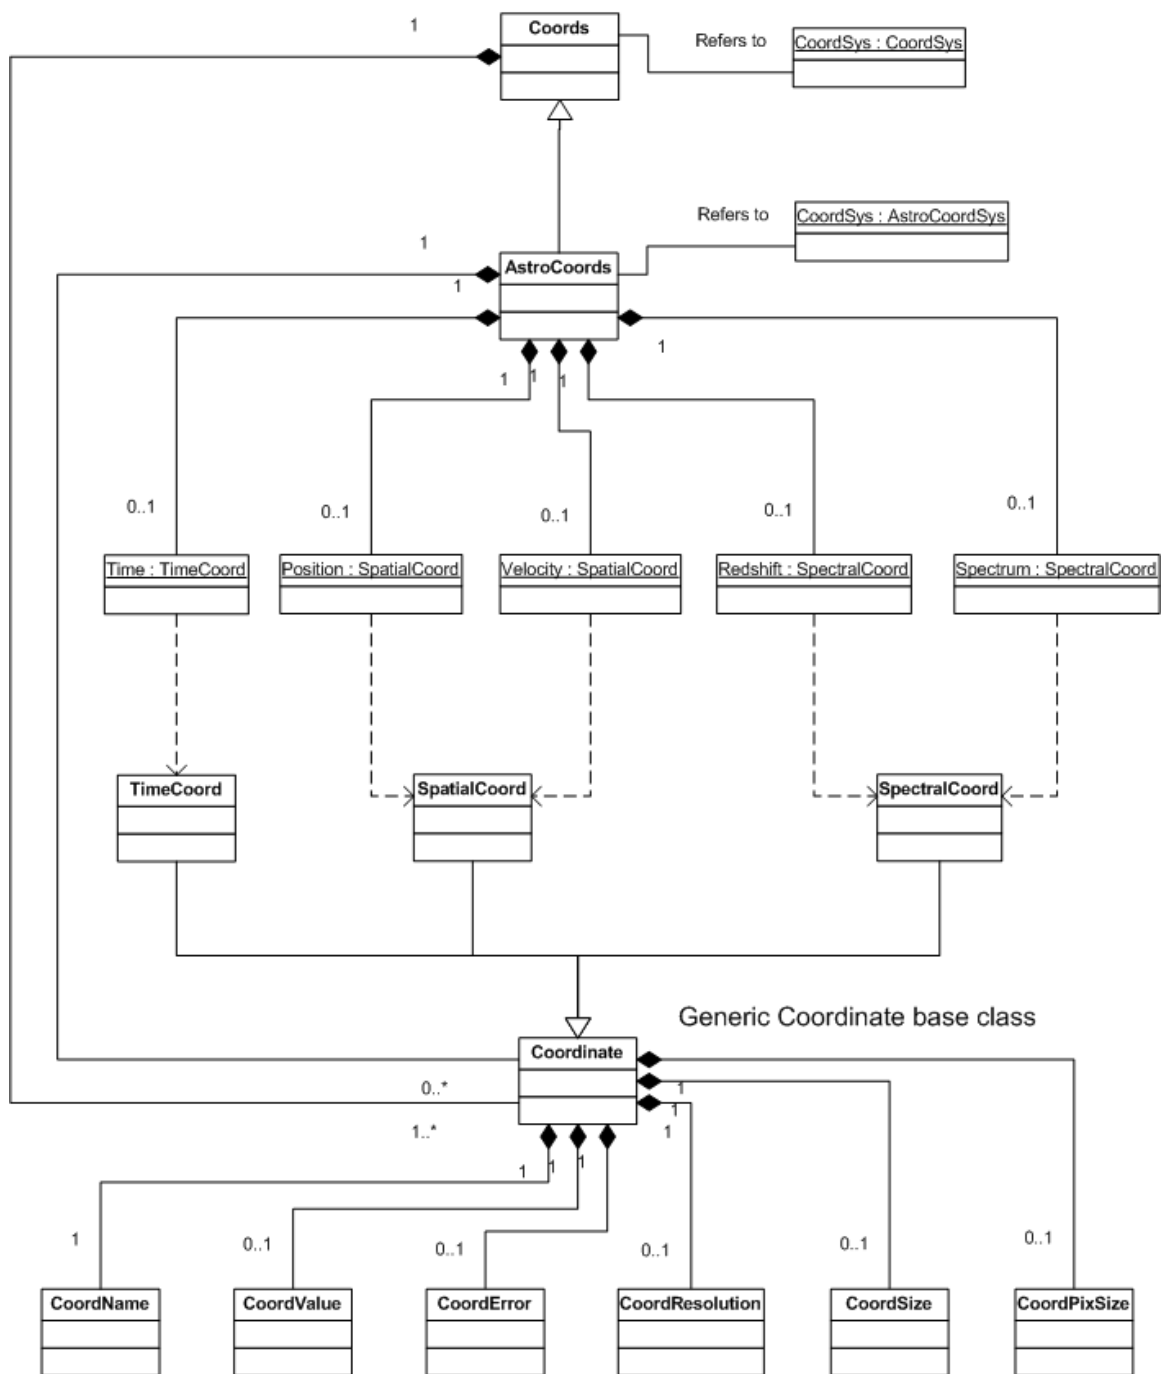 1
Coords
Refers to
CoordSys : CoordSys
Refers to
CoordSys : AstroCoordSys
1
AstroCoords
1
1
1
1
1
0..1
0..1
0..1
0..1
0..1
Time : TimeCoord
Position : SpatialCoord
Velocity : SpatialCoord
Redshift : SpectralCoord
Spectrum : SpectralCoord
TimeCoord
SpatialCoord
SpectralCoord
Generic Coordinate base class
Coordinate
0..*
1
1
1..*
1
1
1
1
1
0..1
0..1
0..1
0..1
0..1
CoordName
CoordValue
CoordError
CoordResolution
CoordSize
CoordPixSize